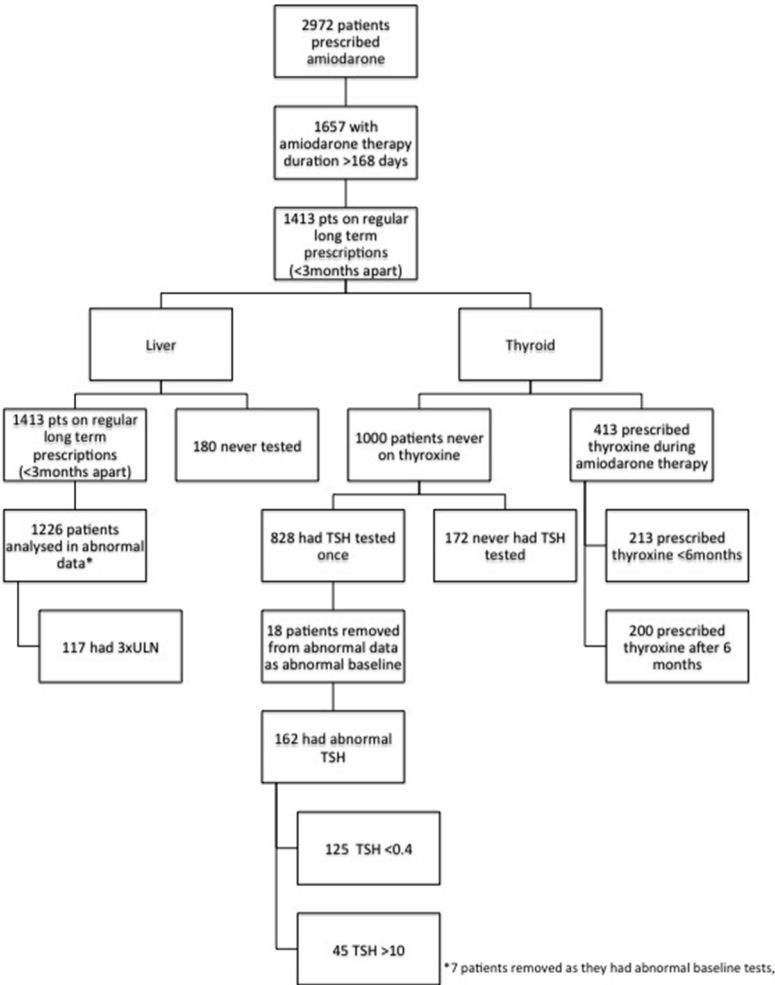 2972 patients
prescribed
amiodarone
1657 with
amiodarone therapy
duration >168 days
1413 pts on regular
long term
prescriptions
(<3months apart)
Liver
Thyroid
1413 pts on regular
long term
prescriptions
(<3months apart)
180 never tested
1000 patients never
on thyroxine
413 prescribed
thyroxine during
amiodarone therapy
1226 patients
analysed in abnormal
data*
828 had TSH tested
once
172 never had TSH
tested
213 prescribed
thyroxine <6months
117 had 3xULN
18 patients removed
from abnormal data
as abnormal baseline
200 prescribed
thyroxine after 6
months
162 had abnormal
TSH
125 TSH <0.4
45 TSH >10
*7 patients removed as they had abnormal baseline tests,